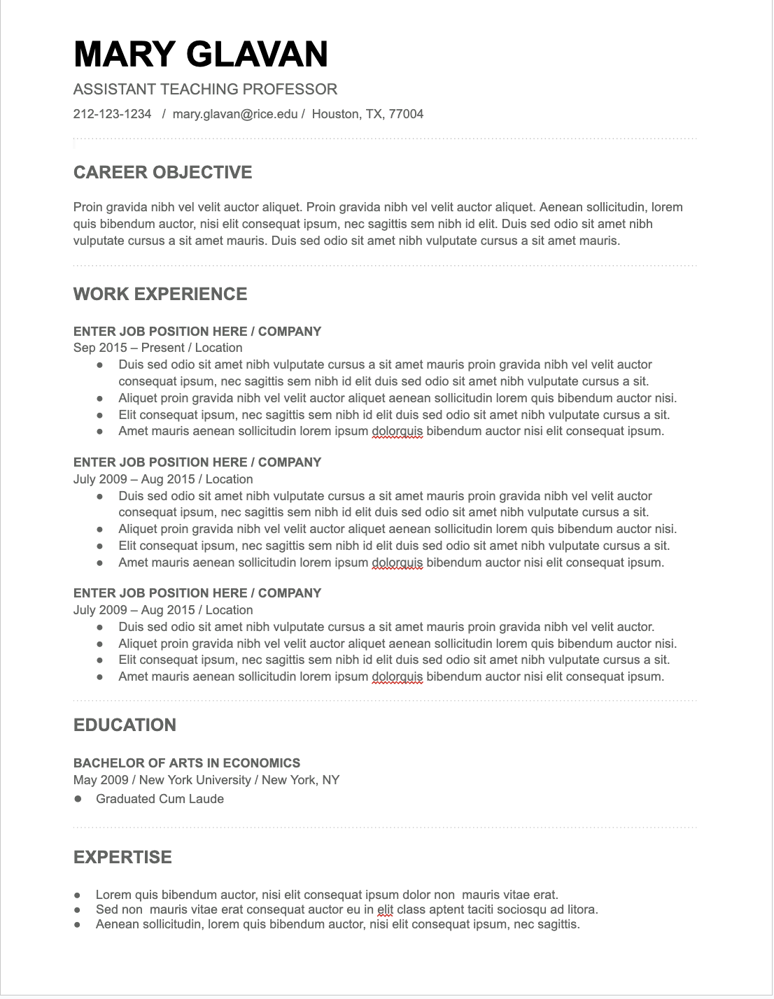 MARY GLAVAN
ASSISTANT TEACHING PROFESSOR
212-123-1234 / mary.glavan@rice.edu / Houston, TX, 77004
CAREER OBJECTIVE
Proin gravida nibh vel velit auctor aliquet. Proin gravida nibh vel velit auctor aliquet. Aenean sollicitudin, lorem
quis bibendum auctor, nisi elit consequat ipsum, nec sagittis sem nibh id elit. Duis sed odio sit amet nibh
vulputate cursus a sit amet mauris. Duis sed odio sit amet nibh vulputate cursus a sit amet mauris.
WORK EXPERIENCE
ENTER JOB POSITION HERE / COMPANY
Sep 2015 – Present / Location
● Duis sed odio sit amet nibh vulputate cursus a sit amet mauris proin gravida nibh vel velit auctor
consequat ipsum, nec sagittis sem nibh id elit duis sed odio sit amet nibh vulputate cursus a sit.
● Aliquet proin gravida nibh vel velit auctor aliquet aenean sollicitudin lorem quis bibendum auctor nisi.
● Elit consequat ipsum, nec sagittis sem nibh id elit duis sed odio sit amet nibh vulputate cursus a sit.
● Amet mauris aenean sollicitudin lorem ipsum dolorquis bibendum auctor nisi elit consequat ipsum.
ENTER JOB POSITION HERE / COMPANY
July 2009 – Aug 2015 / Location
● Duis sed odio sit amet nibh vulputate cursus a sit amet mauris proin gravida nibh vel velit auctor
consequat ipsum, nec sagittis sem nibh id elit duis sed odio sit amet nibh vulputate cursus a sit.
● Aliquet proin gravida nibh vel velit auctor aliquet aenean sollicitudin lorem quis bibendum auctor nisi.
● Elit consequat ipsum, nec sagittis sem nibh id elit duis sed odio sit amet nibh vulputate cursus a sit.
● Amet mauris aenean sollicitudin lorem ipsum dolorquis bibendum auctor nisi elit consequat ipsum.
ENTER JOB POSITION HERE / COMPANY
July 2009 – Aug 2015 / Location
● Duis sed odio sit amet nibh vulputate cursus a sit amet mauris proin gravida nibh vel velit auctor.
● Aliquet proin gravida nibh vel velit auctor aliquet aenean sollicitudin lorem quis bibendum auctor nisi.
● Elit consequat ipsum, nec sagittis sem nibh id elit duis sed odio sit amet nibh vulputate cursus a sit.
● Amet mauris aenean sollicitudin lorem ipsum dolorquis bibendum auctor nisi elit consequat ipsum.
EDUCATION
BACHELOR OF ARTS IN ECONOMICS
May 2009 / New York University / New York, NY
● Graduated Cum Laude
EXPERTISE
● Lorem quis bibendum auctor, nisi elit consequat ipsum dolor non  mauris vitae erat.
● Sed non  mauris vitae erat consequat auctor eu in elit class aptent taciti sociosqu ad litora.
● Aenean sollicitudin, lorem quis bibendum auctor, nisi elit consequat ipsum, nec sagittis.